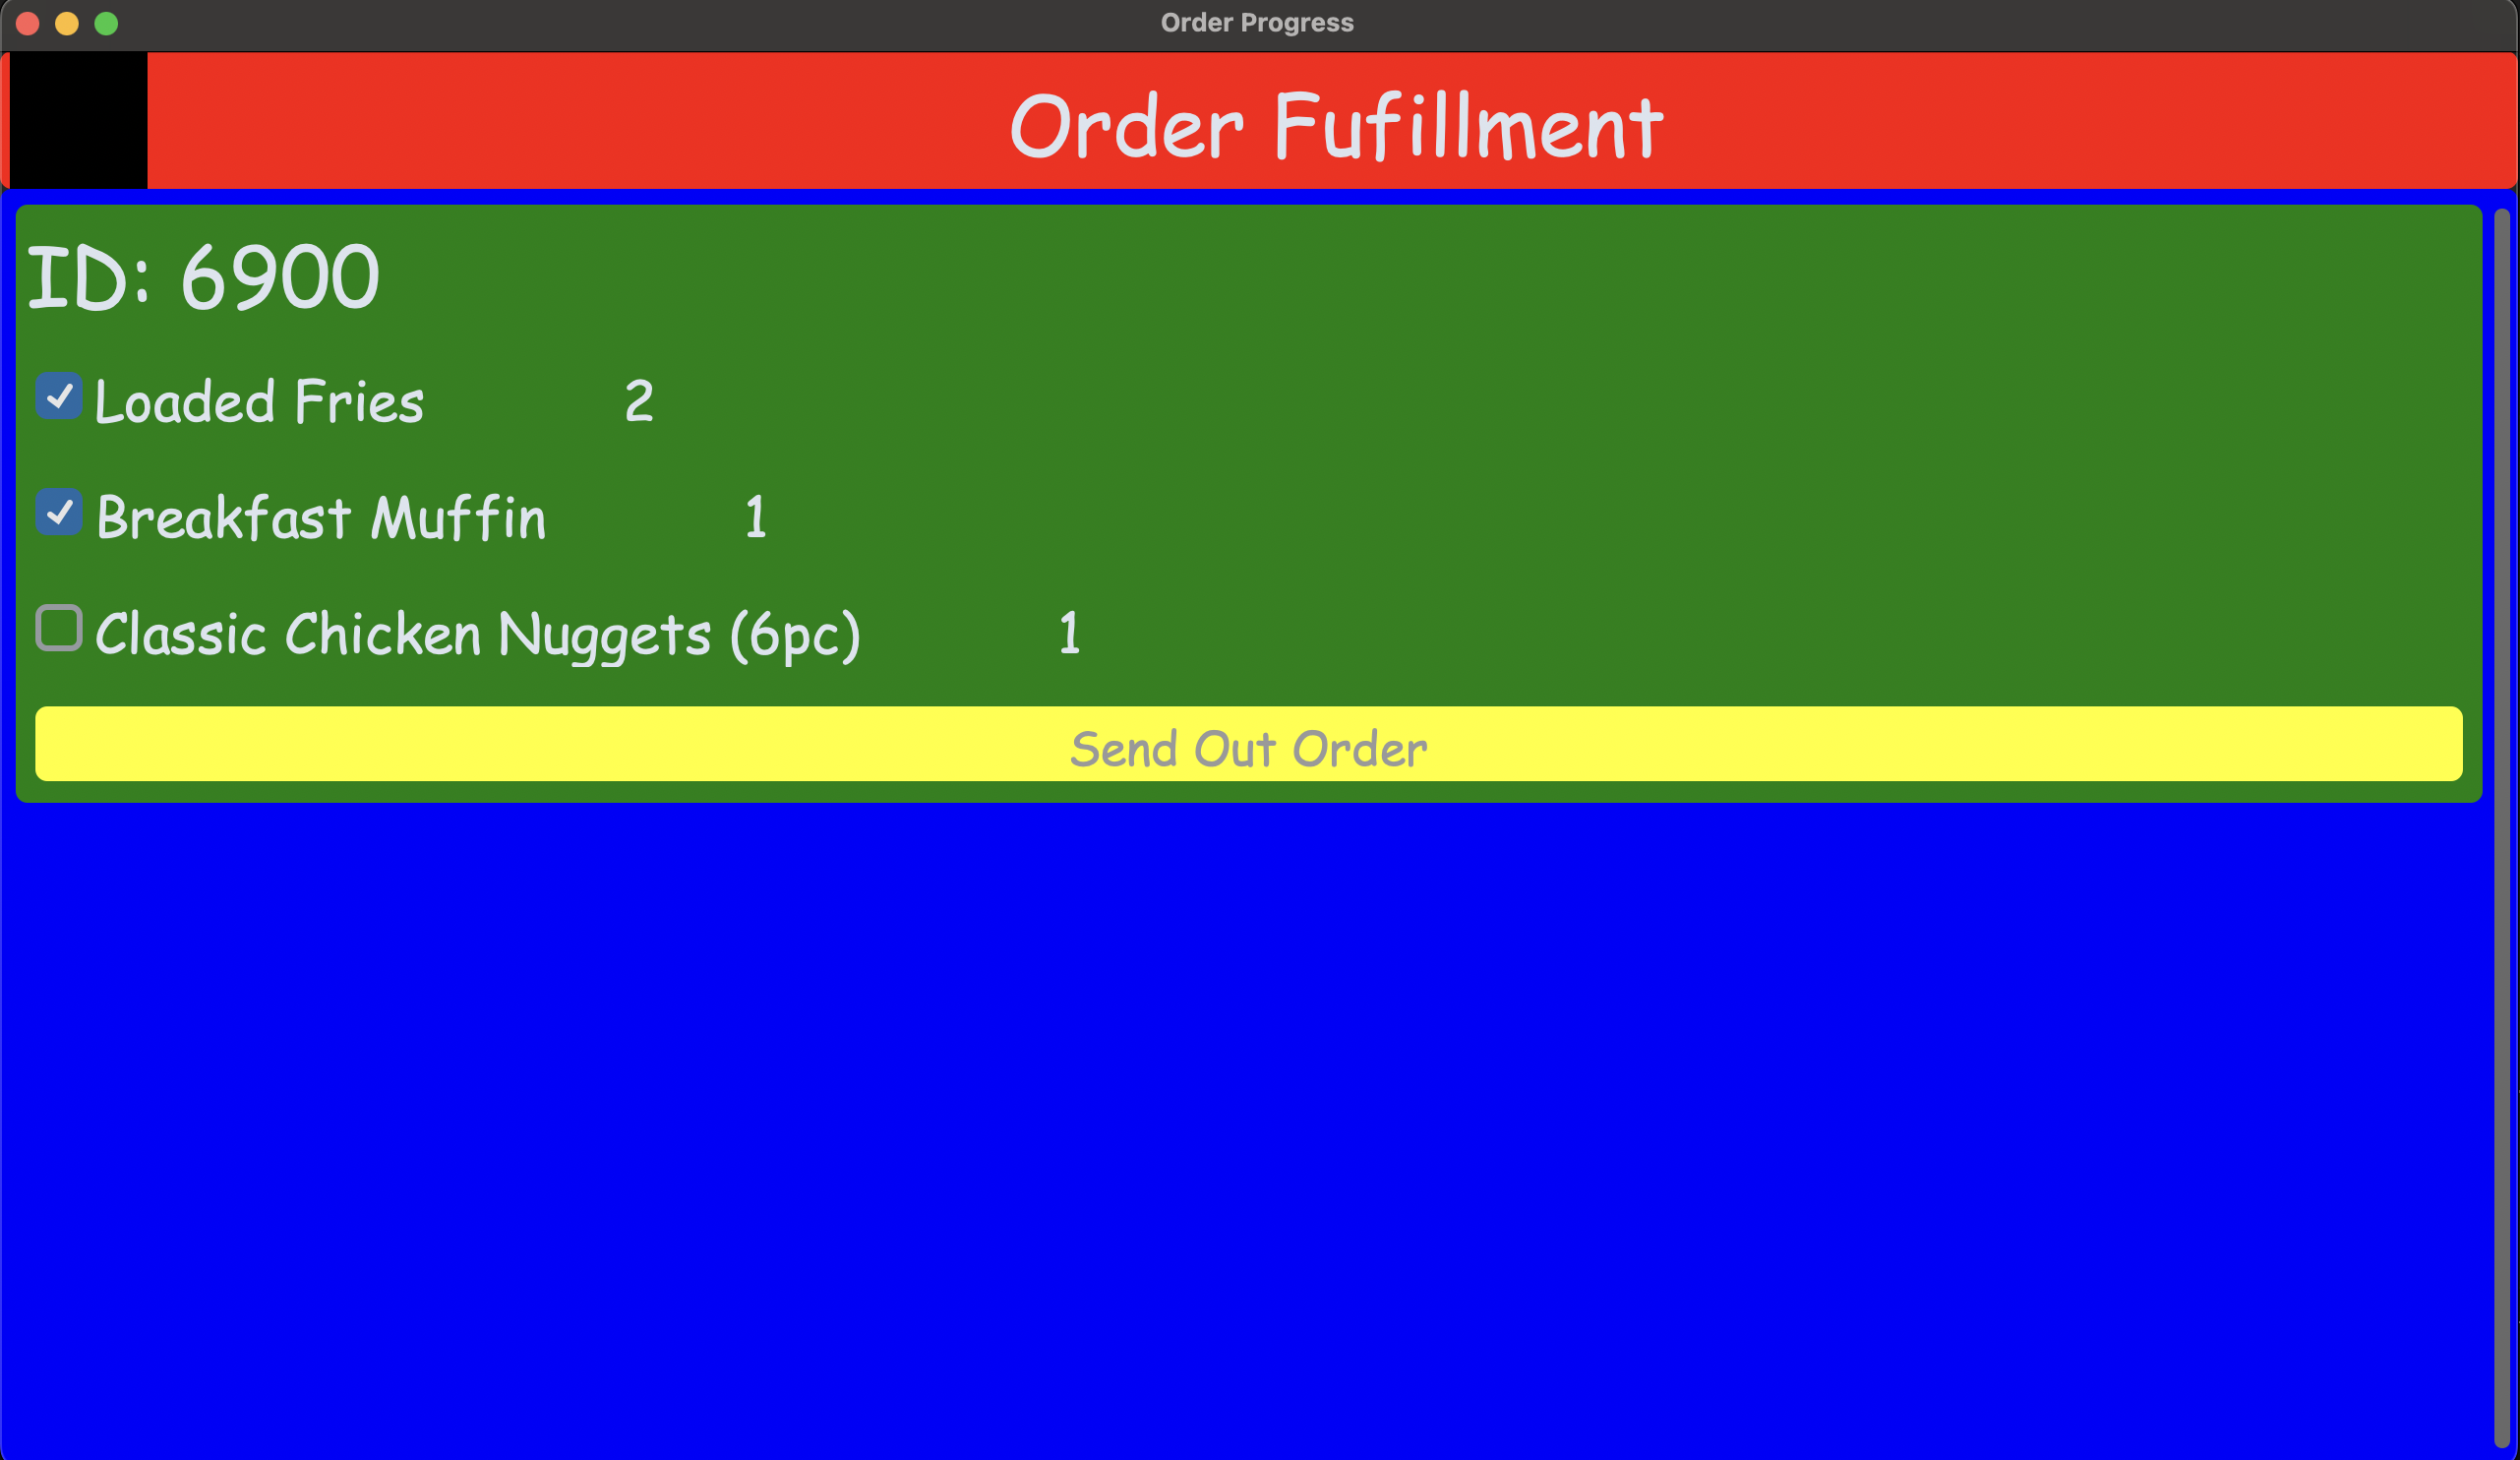 Order Progress
Order Fufillment
ID: 6900
Loaded Fries 2
Breakfast Muffin 1
Classic Chicken Nuggets (6pc) 1
Send Out Order